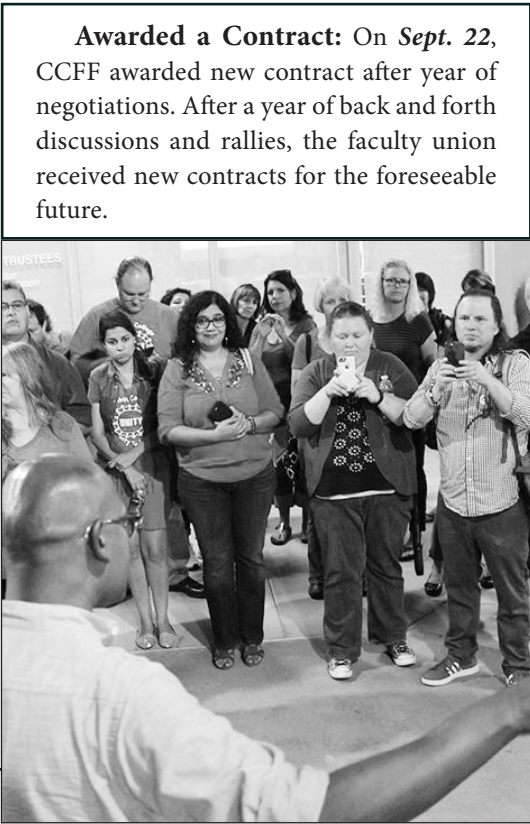 Awarded a Contract: On Sept. 22,
CCFF awarded new contract after year of
negotiations. After a year of back and forth
discussions and rallies, the faculty union
received new contracts for the foreseeable
future.
TRUSTEES
UNITY